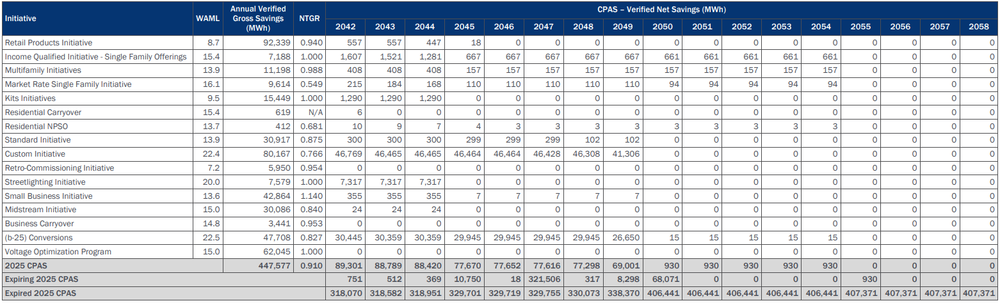 Initiative WAML Annual Verified Gross Savings (MWh) NTGR CPAS – Verified Net Savings (MWh)
2042 2043 2044 2045 2046 2047 2048 2049 2050 2051 2052 2053 2054 2055 2056 2057 2058
Retail Products Initiative 8.7 92,339 0.940 557 557 447 18 0 0 0 0 0 0 0 0 0 0 0 0 0
Income Qualified Initiative - Single Family Offerings 15.4 7,188 1.000 1,607 1,521 1,281 667 667 667 667 667 661 661 661 661 661 0 0 0 0
Multifamily Initiatives 13.9 11,198 0.988 408 408 408 157 157 157 157 157 157 157 157 157 157 0 0 0 0
Market Rate Single Family Initiative 16.1 9,614 0.549 215 184 168 110 110 110 110 110 94 94 94 94 94 0 0 0 0
Kits Initiatives 9.5 15,449 1.000 1,290 1,290 1,290 0 0 0 0 0 0 0 0 0 0 0 0 0 0
Residential Carryover 15.4 619 N/A 6 0 0 0 0 0 0 0 0 0 0 0 0 0 0 0 0
Residential NPSO 13.7 412 0.681 10 9 7 4 3 3 3 3 3 3 3 3 3 0 0 0 0
Standard Initiative 13.9 30,917 0.875 300 300 300 299 299 299 102 102 0 0 0 0 0 0 0 0 0
Custom Initiative 22.4 80,167 0.766 46,769 46,465 46,465 46,464 46,464 46,428 46,308 41,306 0 0 0 0 0 0 0 0 0
Retro-Commissioning Initiative 7.2 5,950 0.954 0 0 0 0 0 0 0 0 0 0 0 0 0 0 0 0 0
Streetlighting Initiative 20.0 7,579 1.000 7,317 7,317 7,317 0 0 0 0 0 0 0 0 0 0 0 0 0 0
Small Business Initiative 13.6 42,864 1.140 355 355 355 7 7 7 7 7 0 0 0 0 0 0 0 0 0
Midstream Initiative 15.0 30,086 0.840 24 24 24 0 0 0 0 0 0 0 0 0 0 0 0 0 0
Business Carryover 14.8 3,441 0.953 0 0 0 0 0 0 0 0 0 0 0 0 0 0 0 0 0
(b-25) Conversions 22.5 47,708 0.827 30,445 30,359 30,359 29,945 29,945 29,945 29,945 26,650 15 15 15 15 15 0 0 0 0
Voltage Optimization Program 15.0 62,045 1.000 0 0 0 0 0 0 0 0 0 0 0 0 0 0 0 0 0
2025 CPAS 447,577 0.910 89,301 88,789 88,420 77,670 77,652 77,616 77,298 69,001 930 930 930 930 930 0 0 0 0
Expiring 2025 CPAS 751 512 369 10,750 18 321,506 317 8,298 68,071 0 0 0 0 930 0 0 0
Expired 2025 CPAS 318,070 318,582 318,951 329,701 329,719 329,755 330,073 338,370 406,441 406,441 406,441 406,441 406,441 407,371 407,371 407,371 407,371